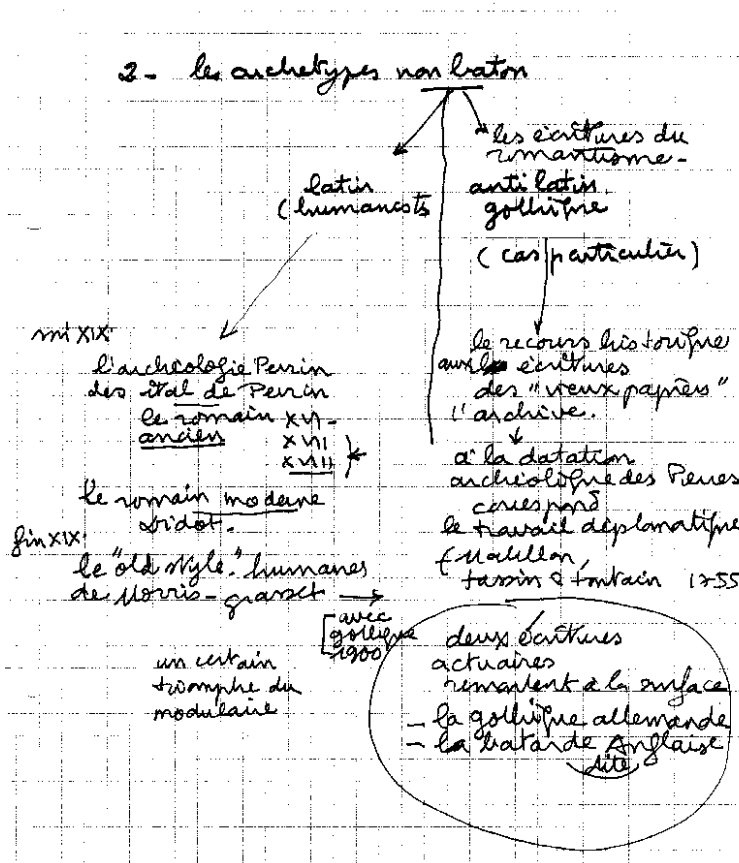 2- les archetypes non baton
latin
(humanosts
les écritures du
romantisme-
anti latin.
gothique
(cas particulier)
mi XIX
l'archeologie Perrin
des ital de Perrin
le romain XVI-
ancien XVII
XVIII
le romain moderne
Didot.
fin XIX
le "old style". humanes
de Morris-grasset
[avec
gothique
1900
un certain
triomphe du
modulaire
le recours historique
aux écritures
des "vieux papiers"
l'archive.
à la datation
archéologique des Pierres
correspond
le travail diplomatique
(Mabillon,
Tassin & toutain 1755
deux écritures
actuaires
remontent à la surface
- la gothique allemande
- la batarde Anglaise
dite